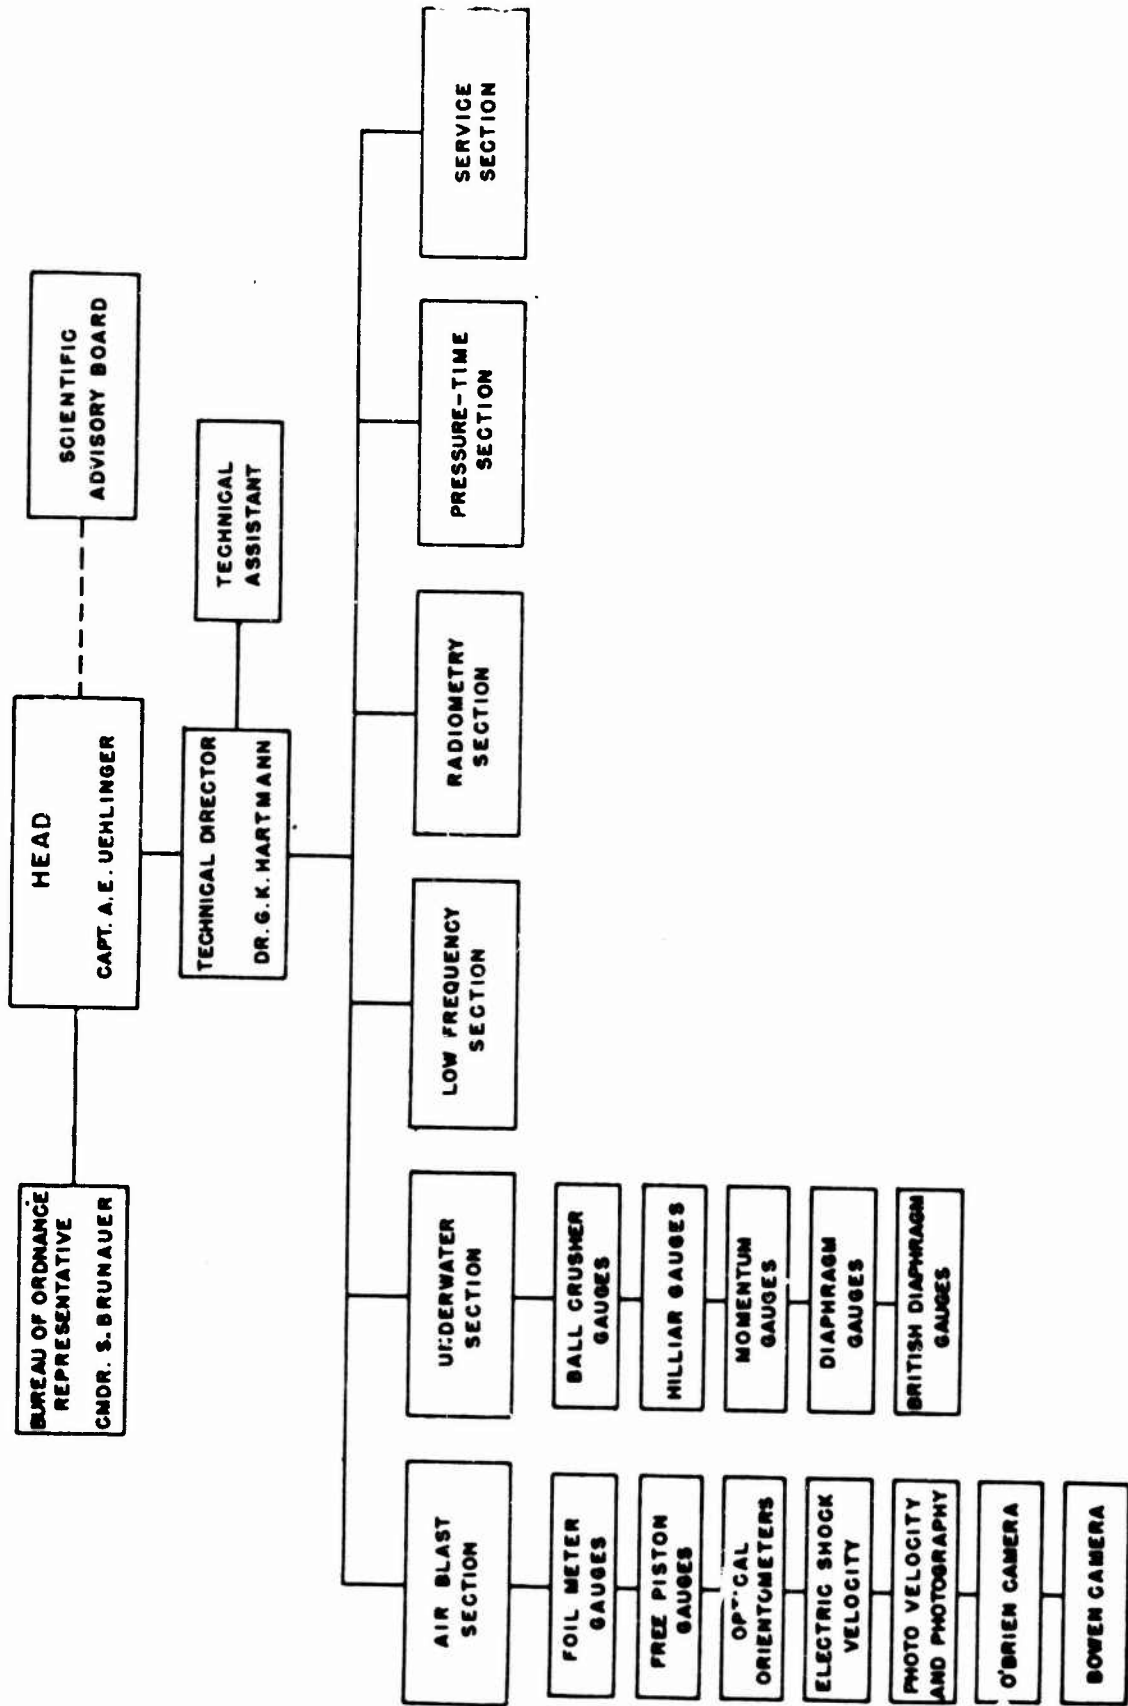 HEAD
CAPT. A. E. UEHLINGER
BUREAU OF ORDNANCE
REPRESENTATIVE
CMDR. S. BRUNAUER
SCIENTIFIC
ADVISORY BOARD
TECHNICAL DIRECTOR
DR. G. K. HARTMANN
TECHNICAL
ASSISTANT
AIR BLAST
SECTION
UNDERWATER
SECTION
LOW FREQUENCY
SECTION
RADIOMETRY
SECTION
PRESSURE-TIME
SECTION
SERVICE
SECTION
FOIL METER
GAUGES
FREE PISTON
GAUGES
OPTICAL
ORIENTOMETERS
ELECTRIC SHOCK
VELOCITY
PHOTO VELOCITY
AND PHOTOGRAPHY
O'BRIEN CAMERA
BOWEN CAMERA
BALL CRUSHER
GAUGES
HILLIAR GAUGES
MOMENTUM
GAUGES
DIAPHRAGM
GAUGES
BRITISH DIAPHRAGM
GAUGES